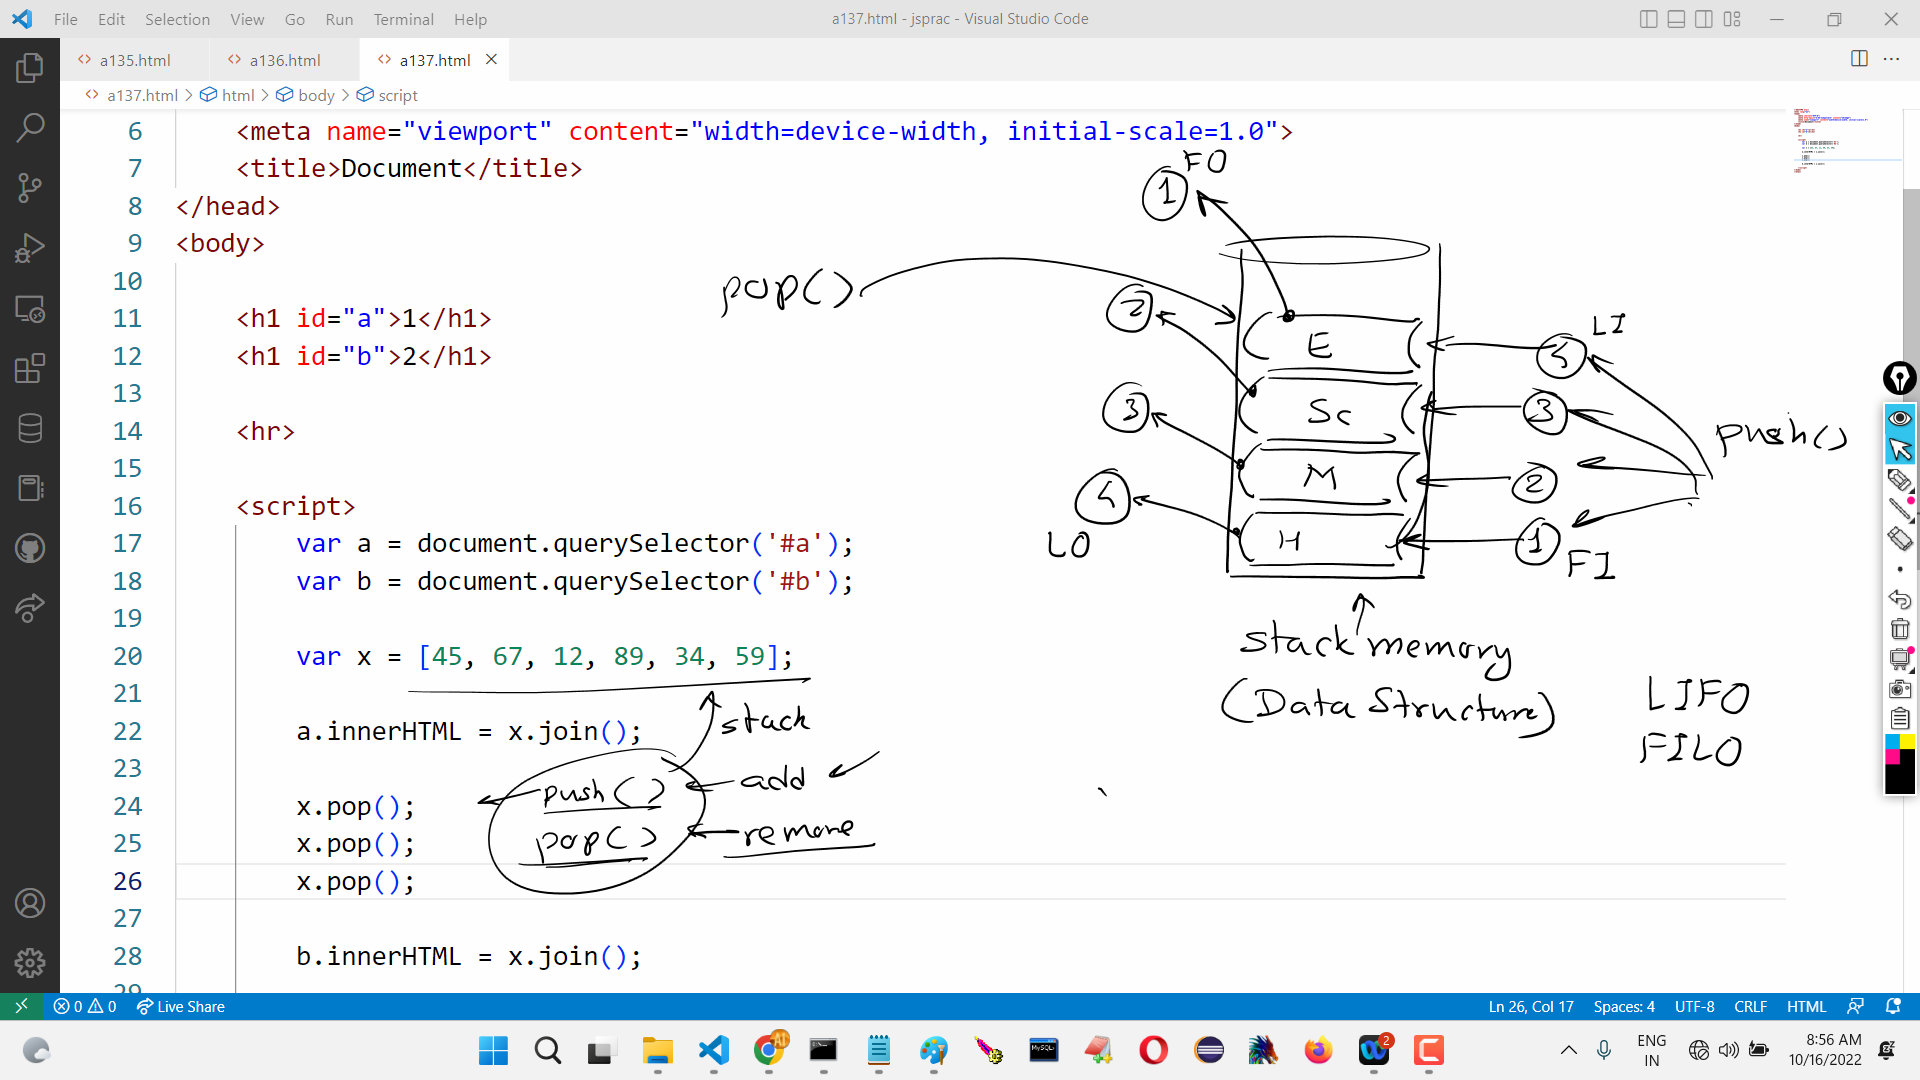 File Edit Selection View Go Run Terminal Help
a137.html - jsprac - Visual Studio Code
a135.html a136.html a137.html
a137.html > html > body > script
6 <meta name="viewport" content="width=device-width, initial-scale=1.0">
7 <title>Document</title>
8 </head>
9 <body>
10
11 <h1 id="a">1</h1>
12 <h1 id="b">2</h1>
13
14 <hr>
15
16 <script>
17 var a = document.querySelector('#a');
18 var b = document.querySelector('#b');
19
20 var x = [45, 67, 12, 89, 34, 59];
21
22 a.innerHTML = x.join();
23
24 x.pop();
25 x.pop();
26 x.pop();
27
28 b.innerHTML = x.join();
29
1 FO
pop()
2
3
4
LO
E
Sc
M
H
4 LI
3
2
1 FI
push()
stack memory
(Data Structure)
LIFO
FILO
stack
push() add
pop() remove
0 0 Live Share
Ln 26, Col 17 Spaces: 4 UTF-8 CRLF HTML
AI
MySQL
2
ENG
IN
8:56 AM
10/16/2022